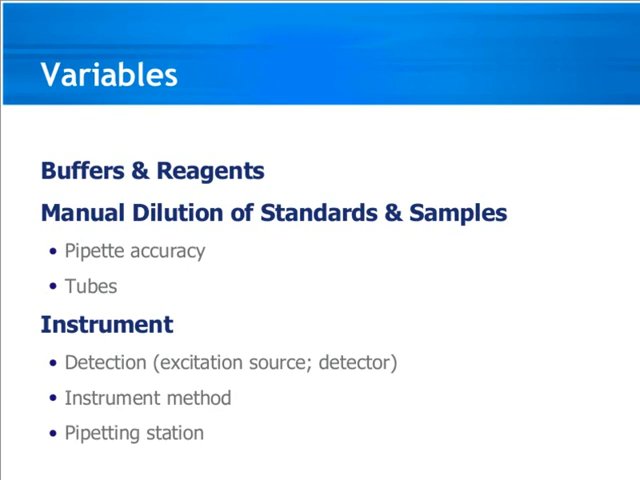 Variables
Buffers & Reagents
Manual Dilution of Standards & Samples
• Pipette accuracy
• Tubes
Instrument
• Detection (excitation source; detector)
• Instrument method
• Pipetting station